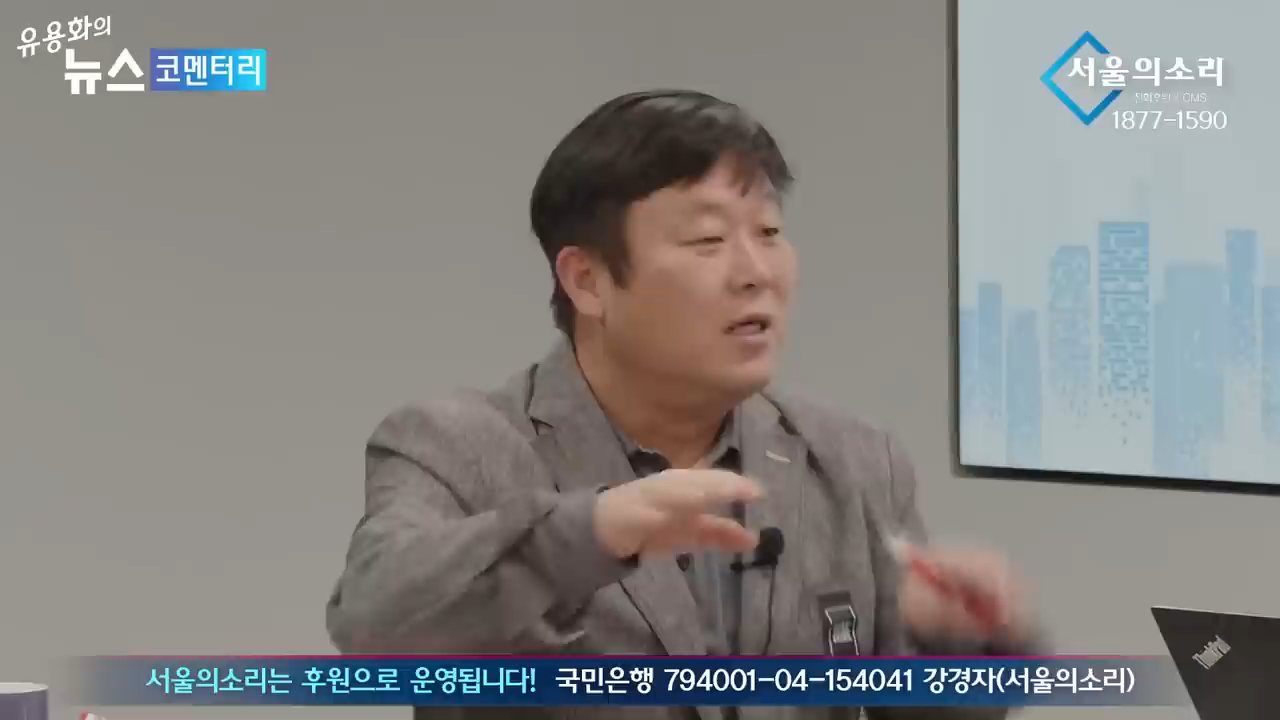 유용화의
뉴스 코멘터리
서울의소리
1877-1590
ThinkPad
서울의소리는 후원으로 운영됩니다! 국민은행 794001-04-154041 강경자(서울의소리)